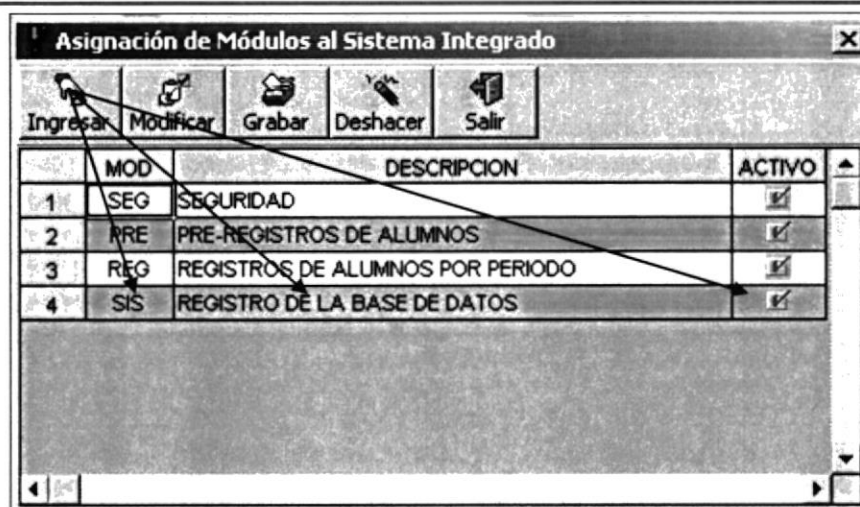 Asignación de Módulos al Sistema Integrado
Ingresar Modificar Grabar Deshacer Salir
MOD DESCRIPCION ACTIVO
1 SEG SEGURIDAD
2 PRE PRE-REGISTROS DE ALUMNOS
3 REG REGISTROS DE ALUMNOS POR PERIODO
4 SIS REGISTRO DE LA BASE DE DATOS